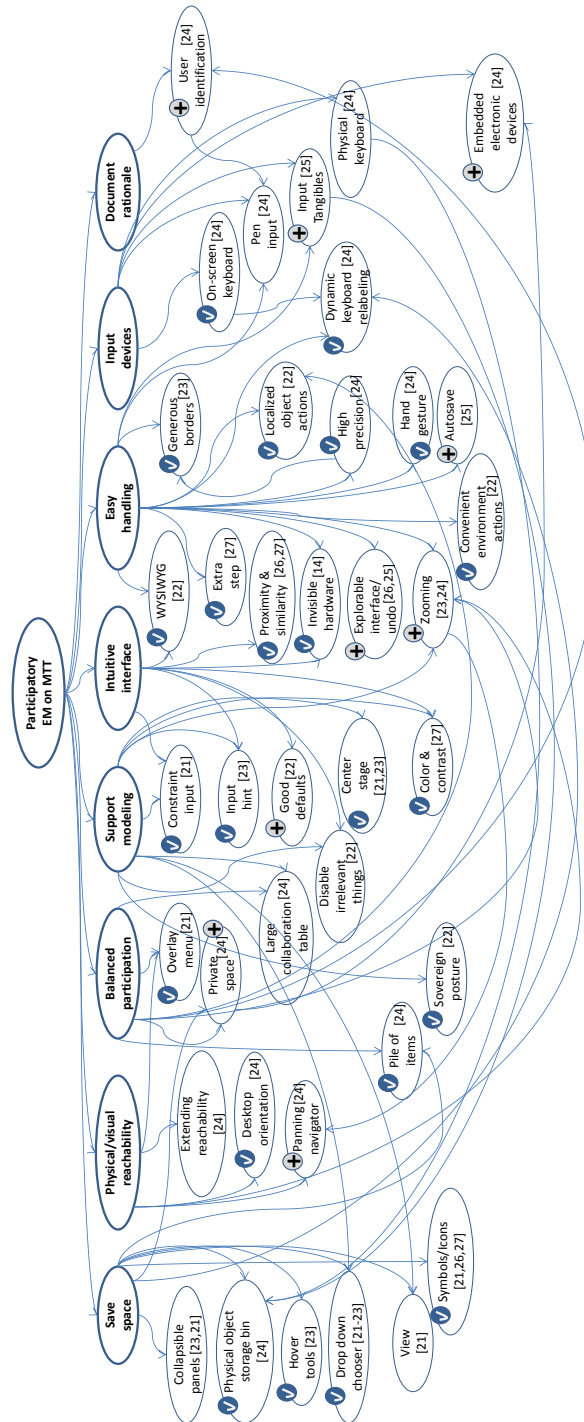 Participatory
EM on MTT
Save
space
Physical/visual
reachability
Balanced
participation
Support
modeling
Intuitive
interface
Easy
handling
Input
devices
Document
rationale
Collapsible
panels [23,21]
Physical object
storage bin
[24]
Hover
tools [23]
Drop down
chooser [21-23]
View
[21]
Symbols/Icons
[21,26,27]
Extending
reachability
[24]
Desktop [24]
orientation
Panning[24]
navigator
Pile of [24]
items
Overlay
menu [21]
Private
space [24]
Large [24]
collaboration
table
Disable
irrelevant
things [22]
Sovereign [22]
posture
Constraint
input [21]
Input
hint [23]
Good [22]
defaults
Center
stage
[21,23]
Color &
contrast [27]
WYSIWYG
[22]
Extra [27]
step
Proximity &
similarity [26,27]
Invisible [14]
hardware
Explorable
interface/
undo [26,25]
Zooming
[23,24]
Convenient
environment
actions [22]
Generous
borders [23]
Localized
object [22]
actions
High
precision [24]
Hand [24]
gesture
Autosave
[25]
On-screen [24]
keyboard
Pen [24]
input
Input [25]
Tangibles
Dynamic
keyboard [24]
relabeling
Physical [24]
keyboard
User [24]
identification
Embedded [24]
electronic
devices